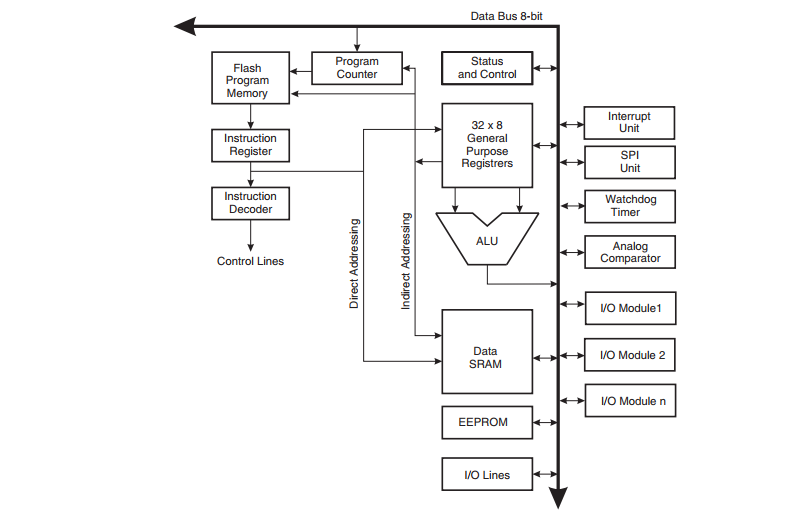 Data Bus 8-bit
Flash
Program
Memory
Program
Counter
Status
and Control
Instruction
Register
32 x 8
General
Purpose
Registrers
Interrupt
Unit
SPI
Unit
Instruction
Decoder
Watchdog
Timer
Direct Addressing
Indirect Addressing
ALU
Analog
Comparator
Control Lines
I/O Module1
Data
SRAM
I/O Module 2
I/O Module n
EEPROM
I/O Lines